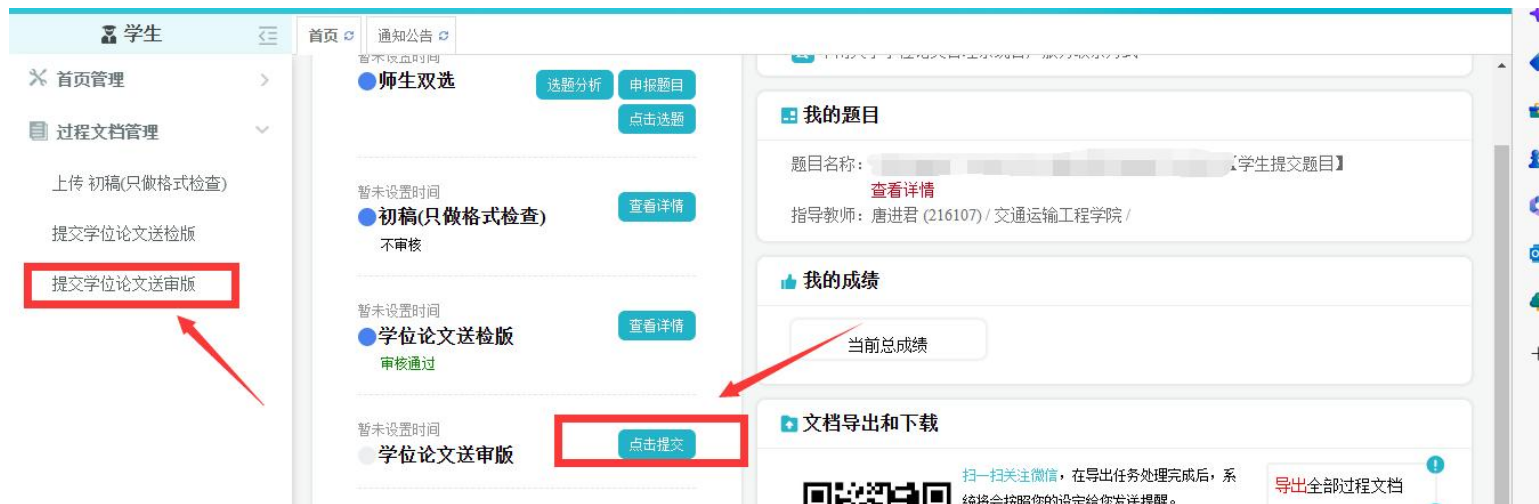 学生
首页
通知公告
首页管理
过程文档管理
上传 初稿(只做格式检查)
提交学位论文送检版
提交学位论文送审版
暂未设置时间
师生双选
选题分析
申报题目
点击选题
暂未设置时间
初稿(只做格式检查)
查看详情
不审核
暂未设置时间
学位论文送检版
查看详情
审核通过
暂未设置时间
学位论文送审版
点击提交
我的题目
题目名称：
【学生提交题目】
查看详情
指导教师：唐进君 (216107) / 交通运输工程学院 /
我的成绩
当前总成绩
文档导出和下载
扫一扫关注微信，在导出任务处理完成后，系
统将会按照您的设定给你发送提醒。
导出全部过程文档